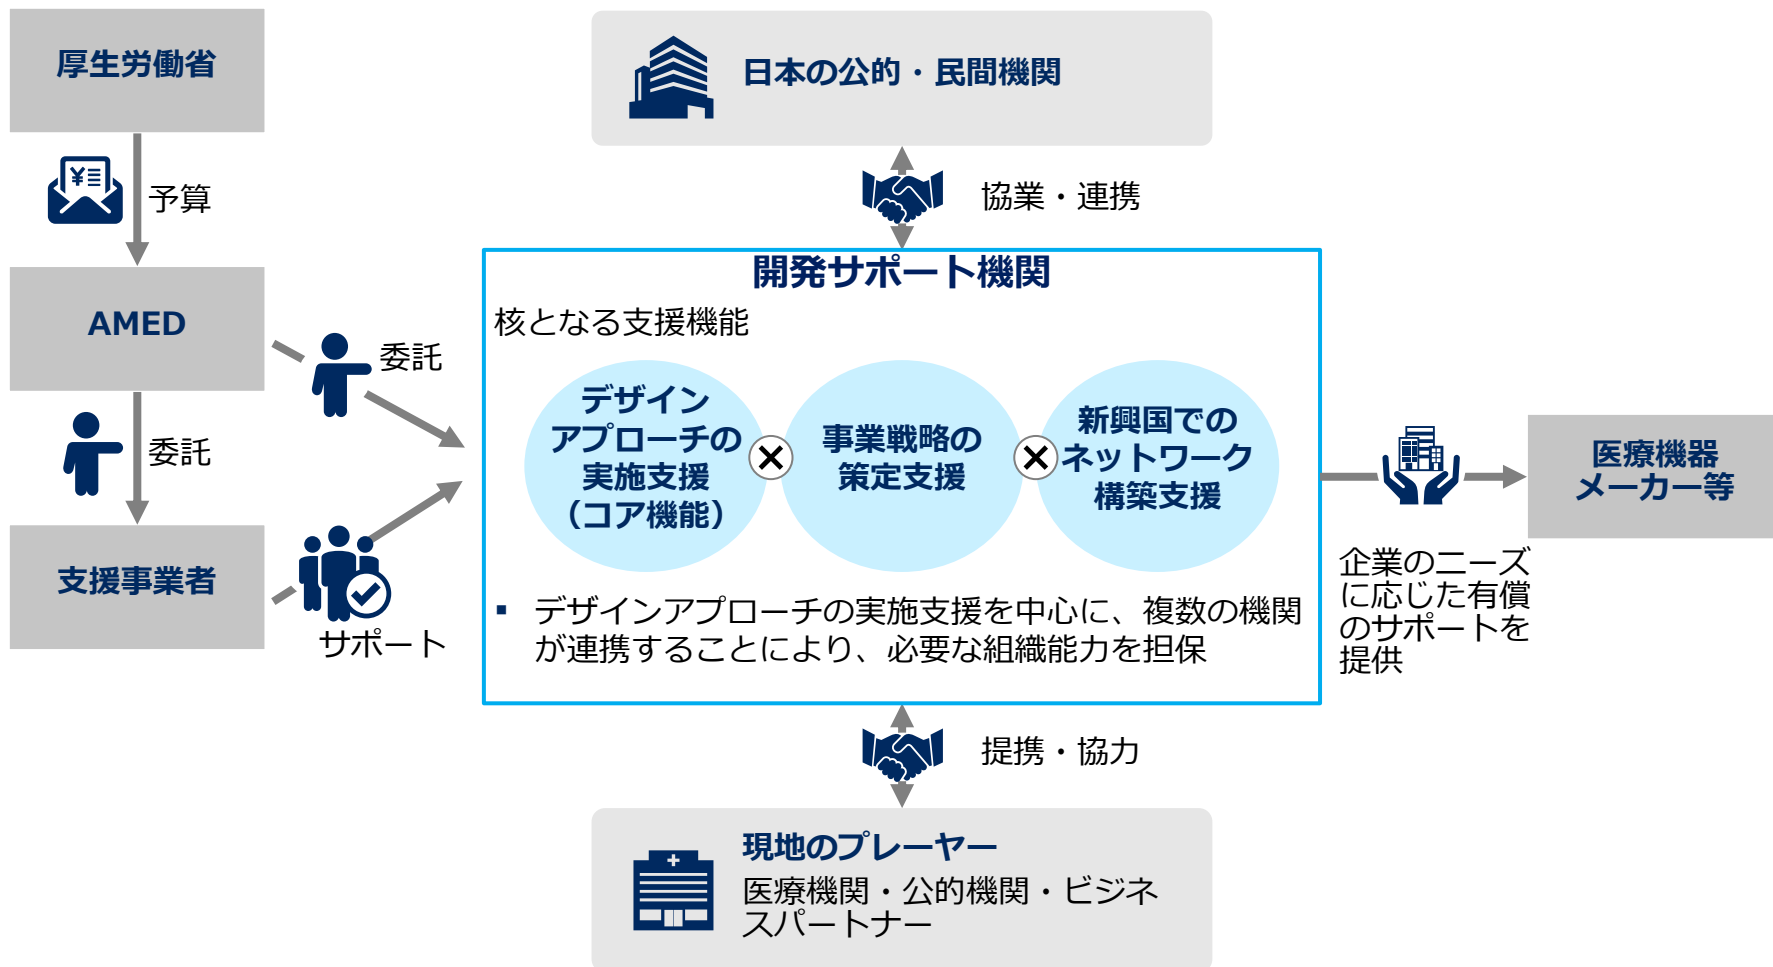 厚生労働省
予算
AMED
委託
委託
支援事業者
サポート
日本の公的・民間機関
協業・連携
開発サポート機関
核となる支援機能
デザイン
アプローチの
実施支援
（コア機能）
事業戦略の
策定支援
新興国での
ネットワーク
構築支援
▪ デザインアプローチの実施支援を中心に、複数の機関
が連携することにより、必要な組織能力を担保
医療機器
メーカー等
企業のニーズ
に応じた有償
のサポートを
提供
提携・協力
現地のプレーヤー
医療機関・公的機関・ビジネ
スパートナー